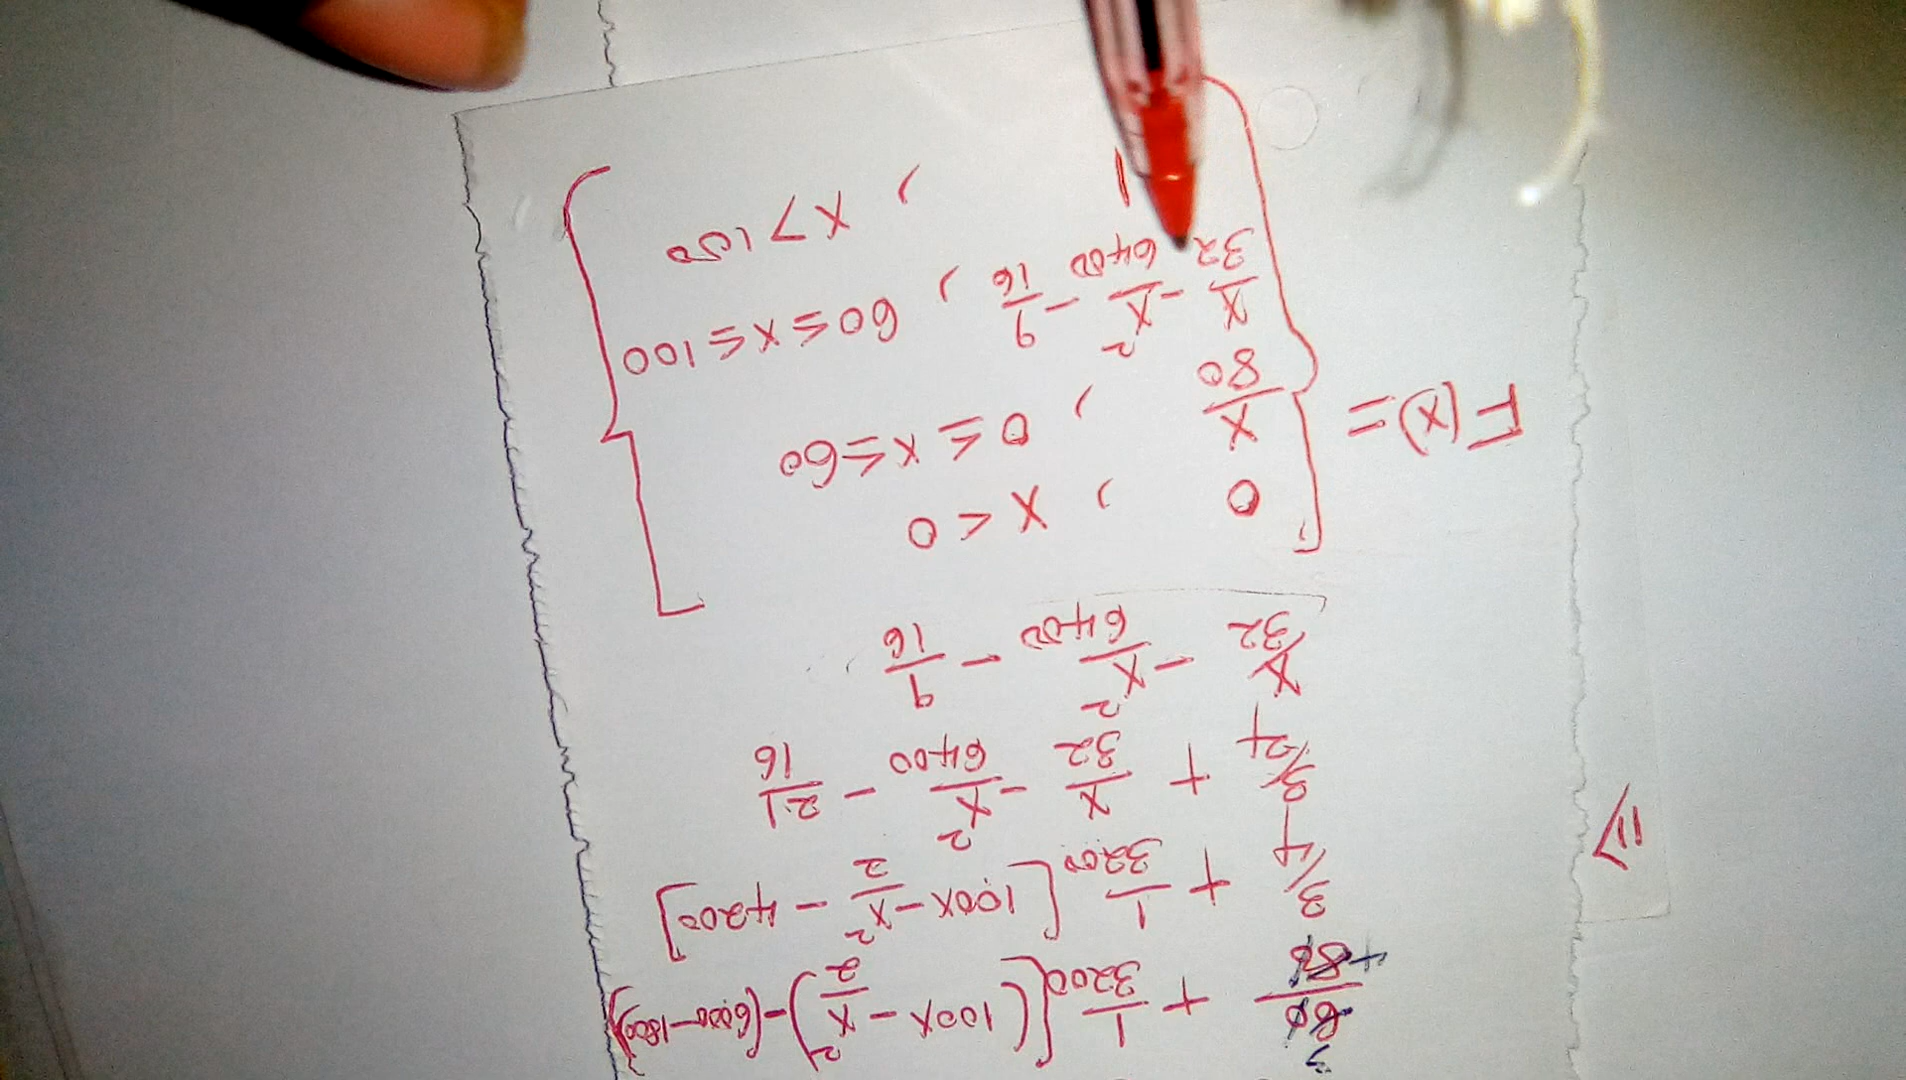 60/80 + 1/3200 [(100x - x²/2) - (6000 - 1800)]
3/4 + 1/3200 [100x - x²/2 - 4200]
⇒ 3/4 + x/32 - x²/6400 - 21/16
x/32 - x²/6400 - 9/16
F(x) = { 0 , x < 0
x/80 , 0 ≤ x ≤ 60
x/32 - x²/6400 - 9/16 , 60 ≤ x ≤ 100
1 , x > 100 }